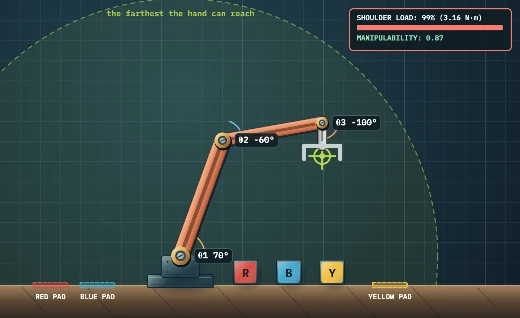 the farthest the hand can reach
SHOULDER LOAD: 99% (3.16 N·m)
MANIPULABILITY: 0.87
θ3 -100°
θ2 -60°
θ1 70°
R
B
Y
RED PAD
BLUE PAD
YELLOW PAD